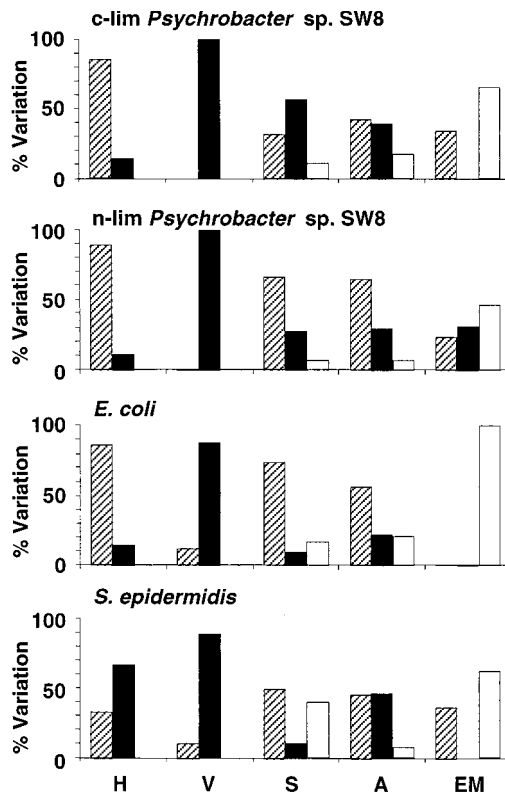 c-lim Psychrobacter sp. SW8
100
50
0
% Variation
n-lim Psychrobacter sp. SW8
100
50
0
% Variation
E. coli
100
50
0
% Variation
S. epidermidis
100
50
0
% Variation
H V S A EM